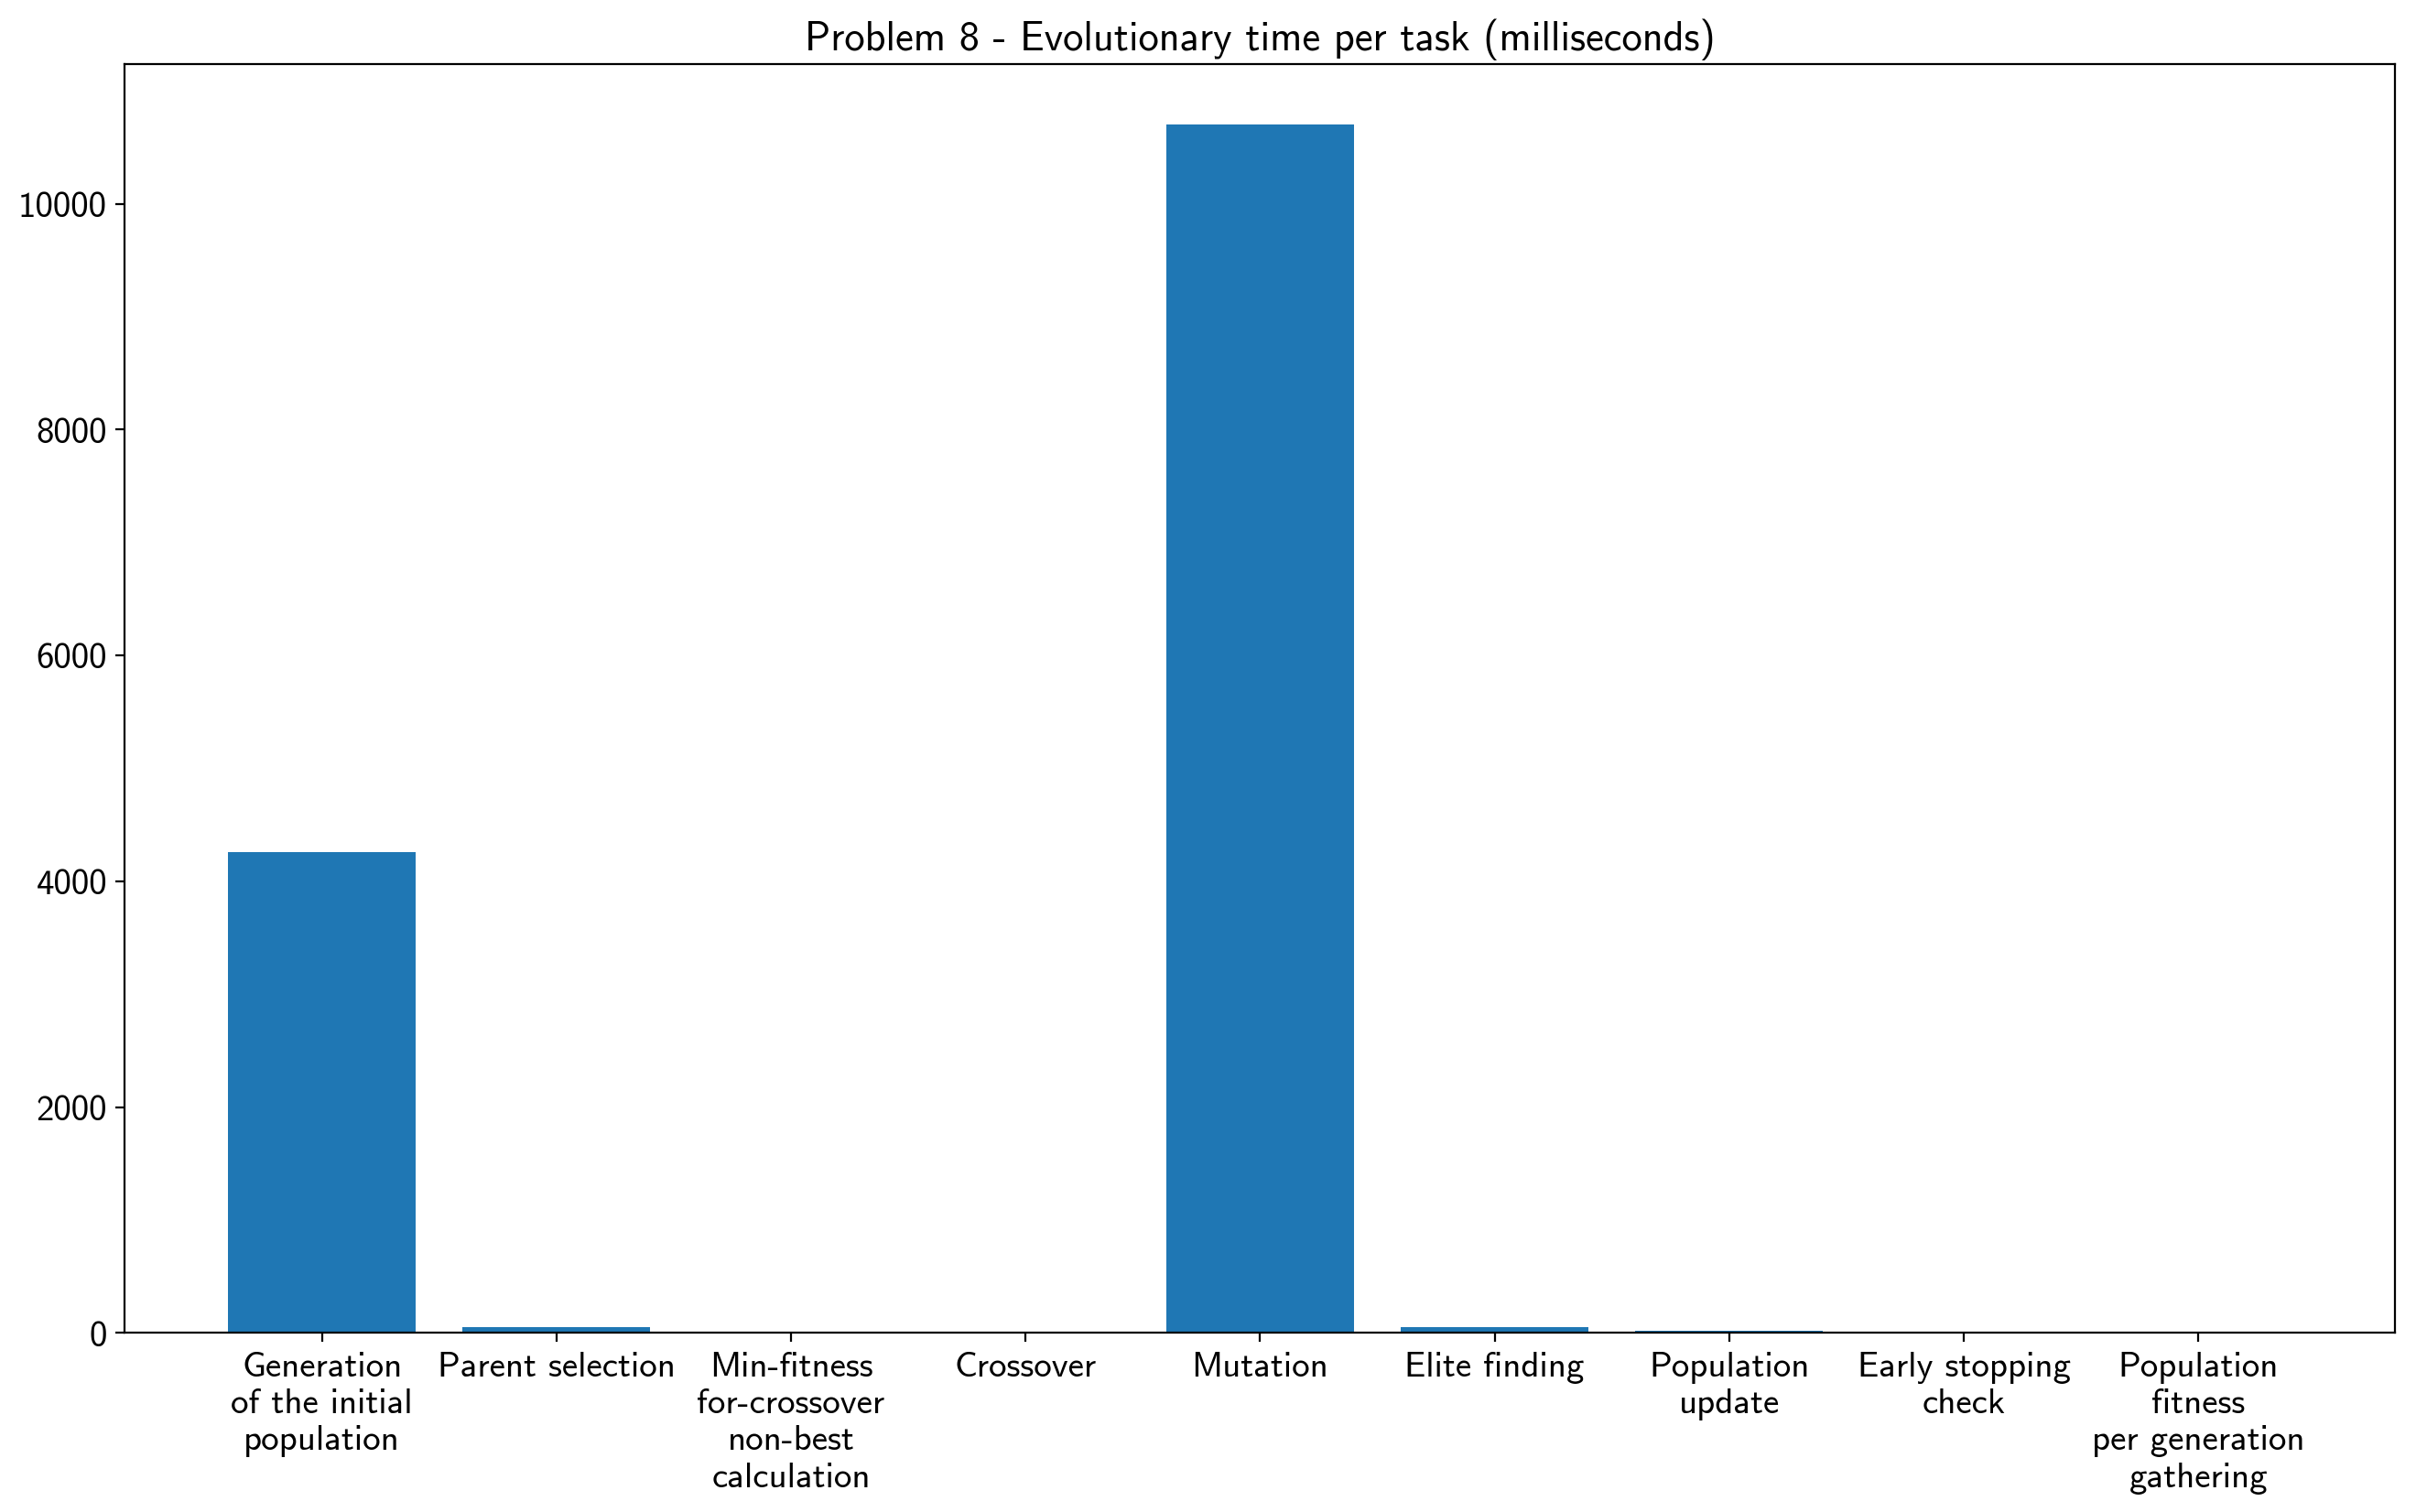 Problem 8 - Evolutionary time per task (milliseconds)
10000
8000
6000
4000
2000
0
Generation
of the initial
population
Parent selection
Min-fitness
for-crossover
non-best
calculation
Crossover
Mutation
Elite finding
Population
update
Early stopping
check
Population
fitness
per generation
gathering